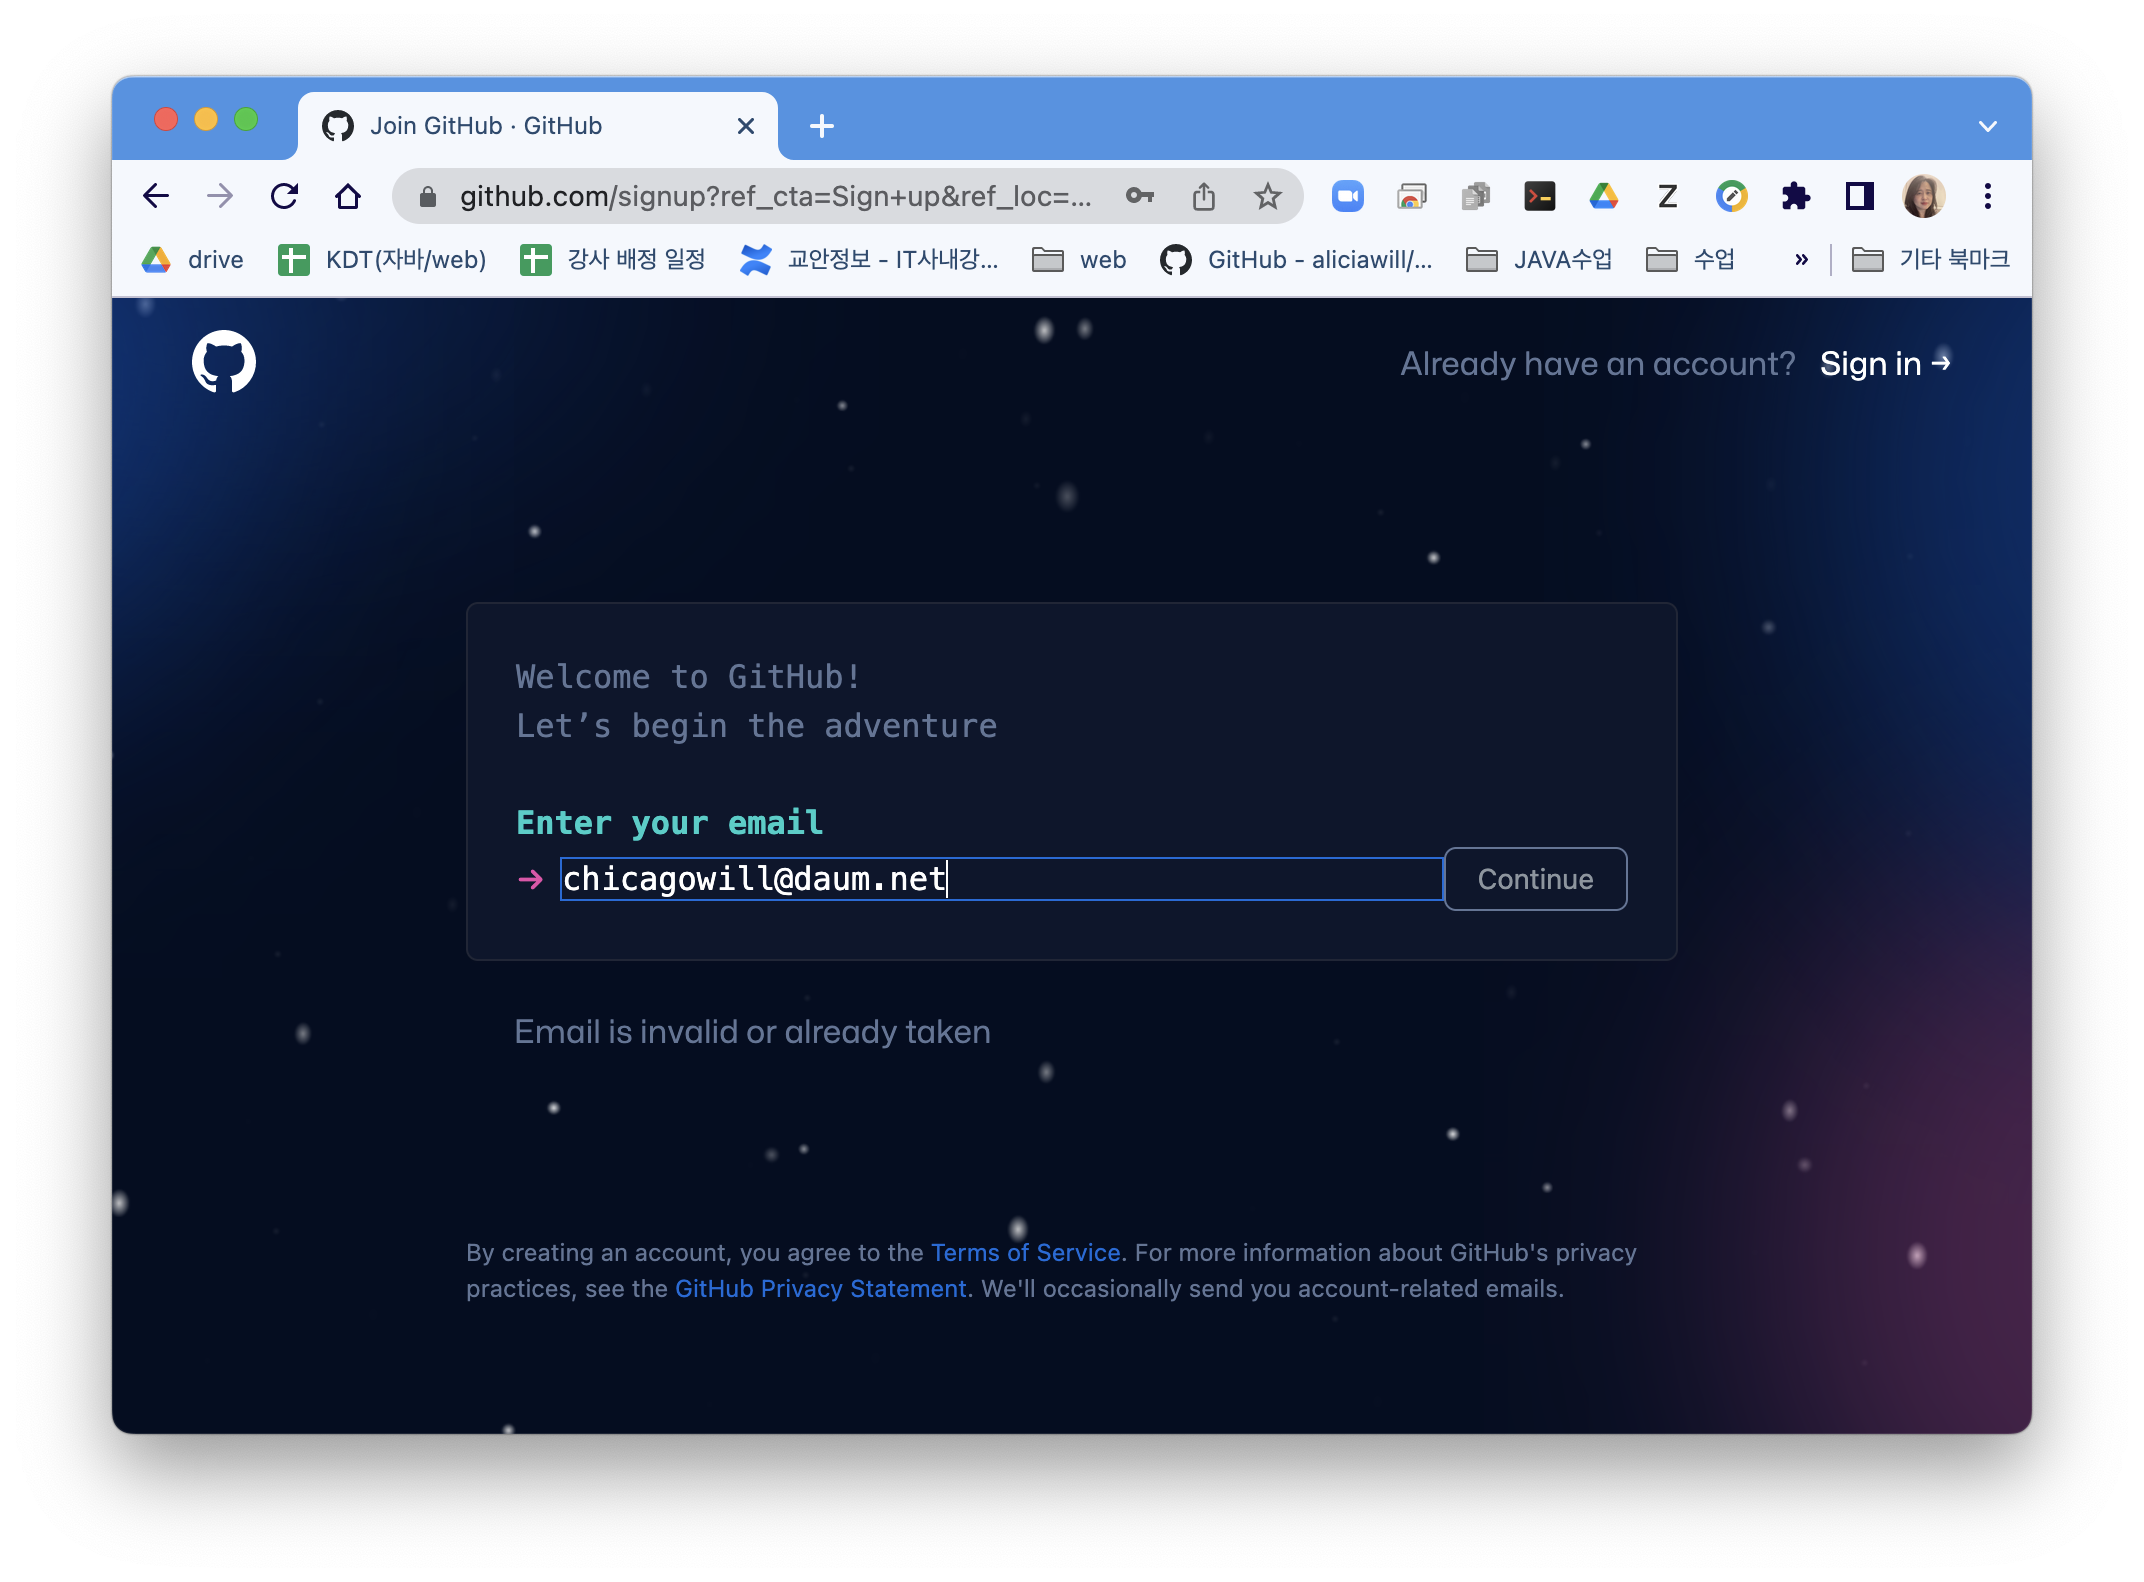 Join GitHub · GitHub
github.com/signup?ref_cta=Sign+up&ref_loc=...
drive KDT(자바/web) 강사 배정 일정 교안정보 - IT사내강... web GitHub - aliciawill/... JAVA수업 수업 » 기타 북마크
Already have an account? Sign in →
Welcome to GitHub!
Let’s begin the adventure
Enter your email
→ chicagowill@daum.net Continue
Email is invalid or already taken
By creating an account, you agree to the Terms of Service. For more information about GitHub's privacy
practices, see the GitHub Privacy Statement. We'll occasionally send you account-related emails.